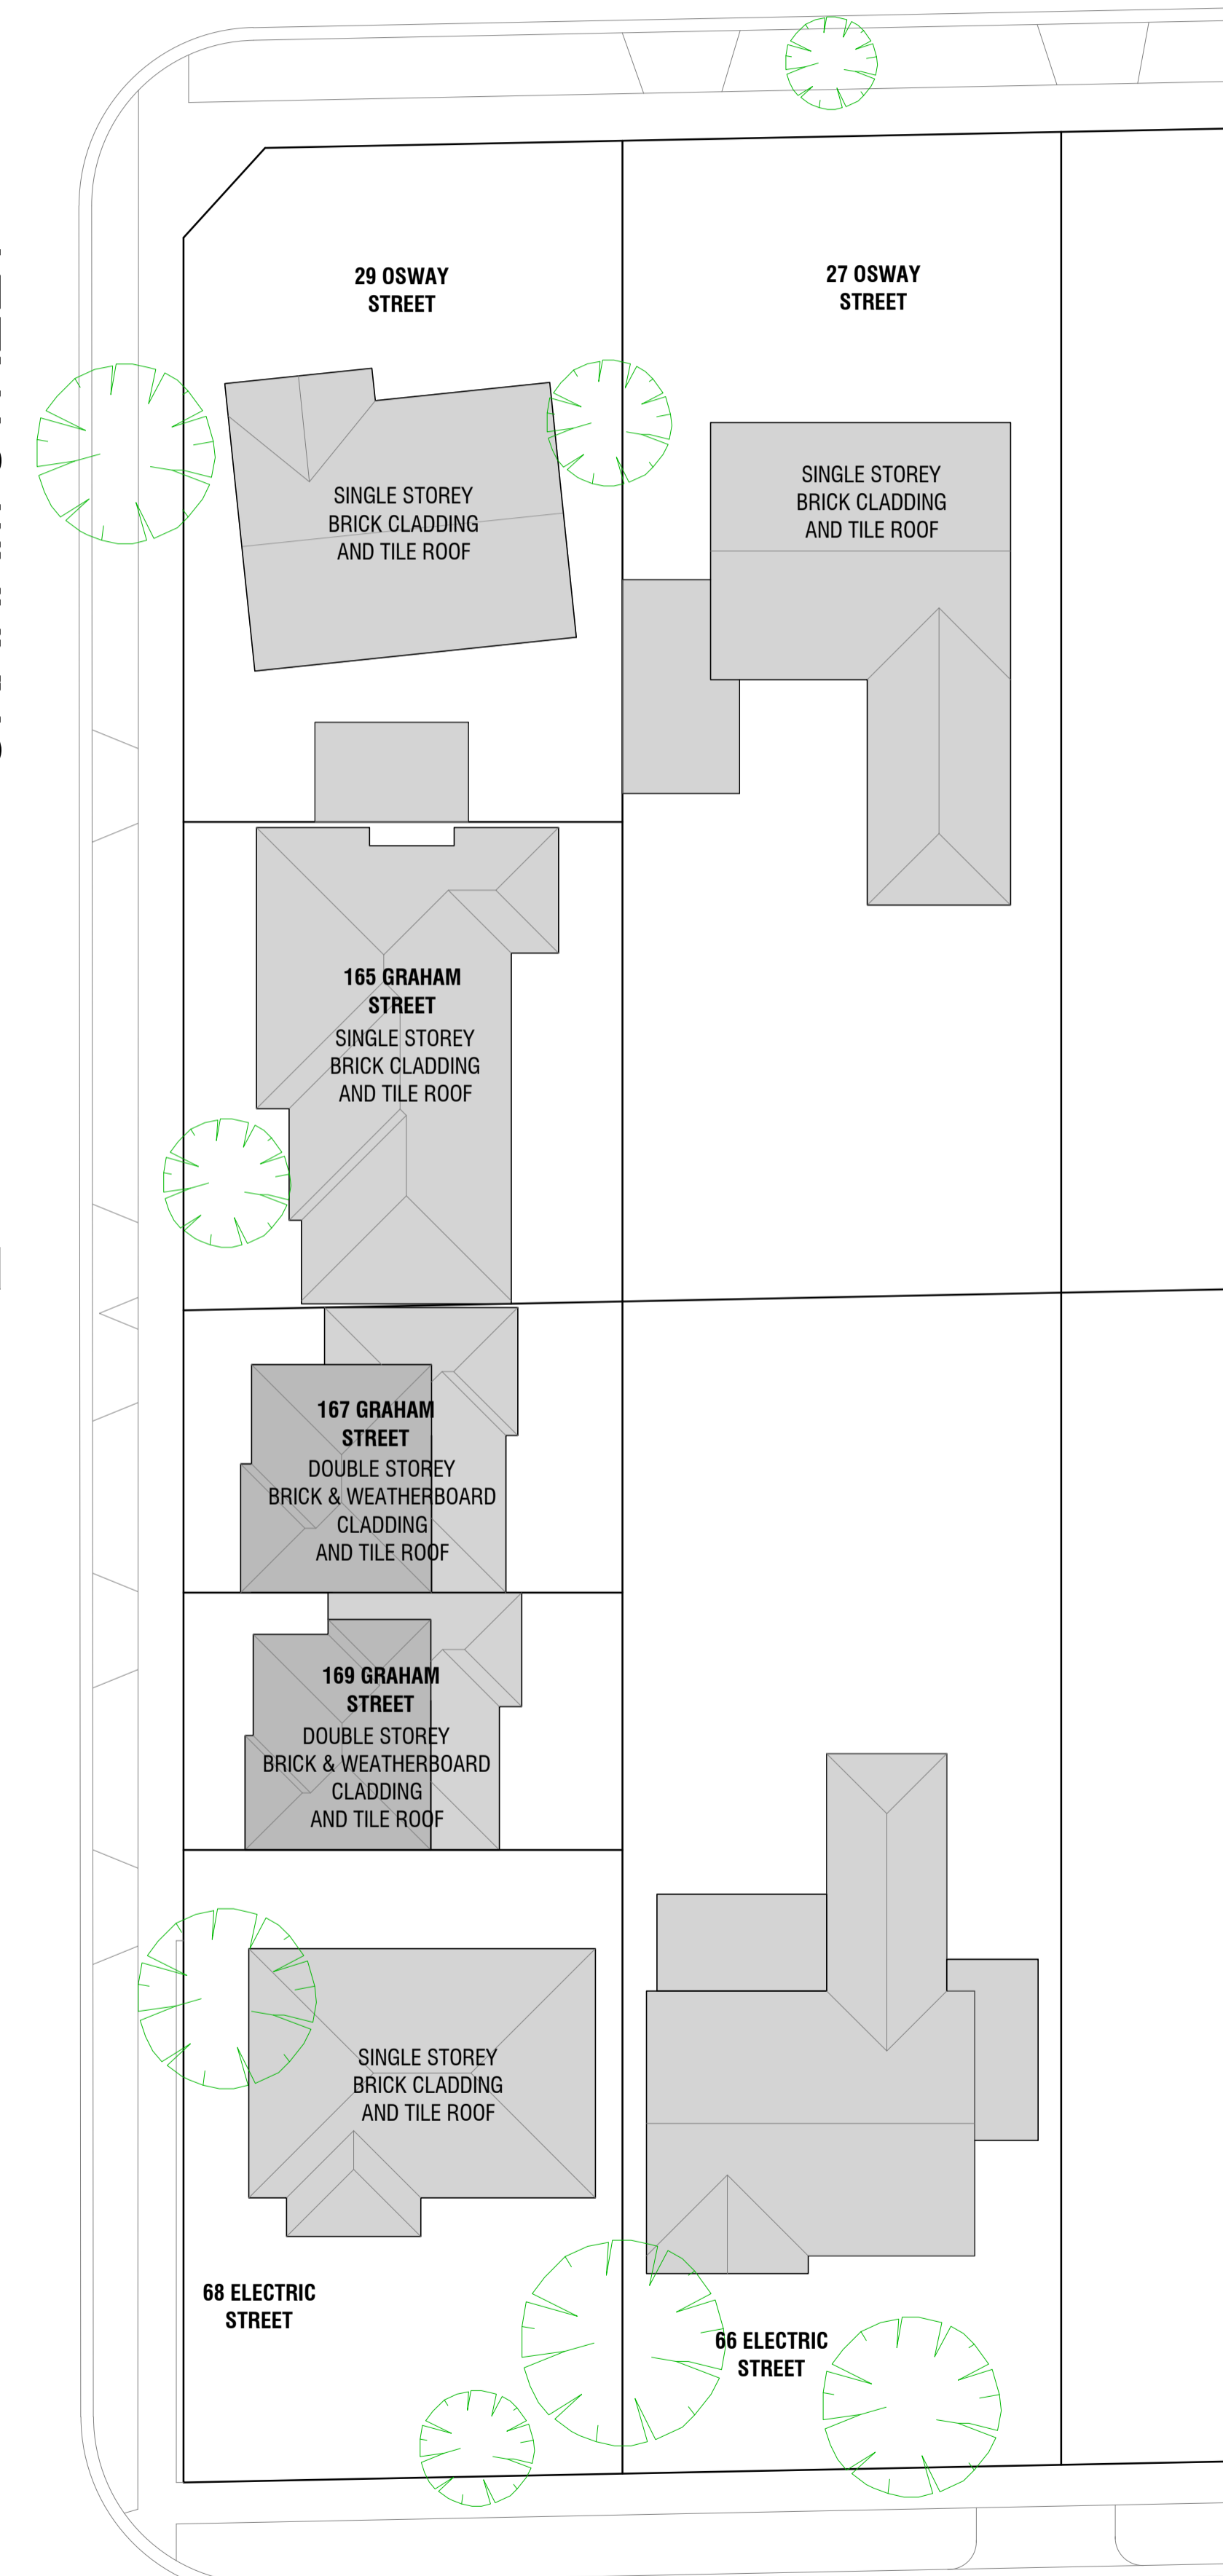 29 OSWAY
STREET
27 OSWAY
STREET
SINGLE STOREY
BRICK CLADDING
AND TILE ROOF
SINGLE STOREY
BRICK CLADDING
AND TILE ROOF
165 GRAHAM
STREET
SINGLE STOREY
BRICK CLADDING
AND TILE ROOF
167 GRAHAM
STREET
DOUBLE STOREY
BRICK & WEATHERBOARD
CLADDING
AND TILE ROOF
169 GRAHAM
STREET
DOUBLE STOREY
BRICK & WEATHERBOARD
CLADDING
AND TILE ROOF
SINGLE STOREY
BRICK CLADDING
AND TILE ROOF
68 ELECTRIC
STREET
66 ELECTRIC
STREET